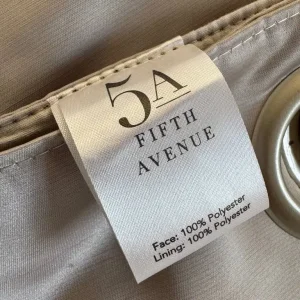 5A
FIFTH
AVENUE
Face: 100% Polyester
Lining: 100% Polyester